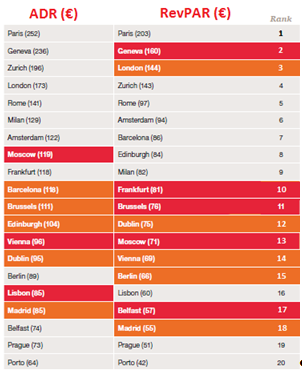 ADR (€) RevPAR (€) Rank
Paris (252) Paris (203) 1
Geneva (236) Geneva (160) 2
Zurich (196) London (144) 3
London (173) Zurich (143) 4
Rome (141) Rome (97) 5
Milan (129) Amsterdam (94) 6
Amsterdam (122) Barcelona (86) 7
Moscow (119) Edinburgh (84) 8
Frankfurt (118) Milan (82) 9
Barcelona (118) Frankfurt (81) 10
Brussels (111) Brussels (76) 11
Edinburgh (104) Dublin (75) 12
Vienna (96) Moscow (71) 13
Dublin (95) Vienna (69) 14
Berlin (89) Berlin (66) 15
Lisbon (85) Lisbon (60) 16
Madrid (85) Belfast (57) 17
Belfast (74) Madrid (55) 18
Prague (73) Prague (51) 19
Porto (64) Porto (42) 20